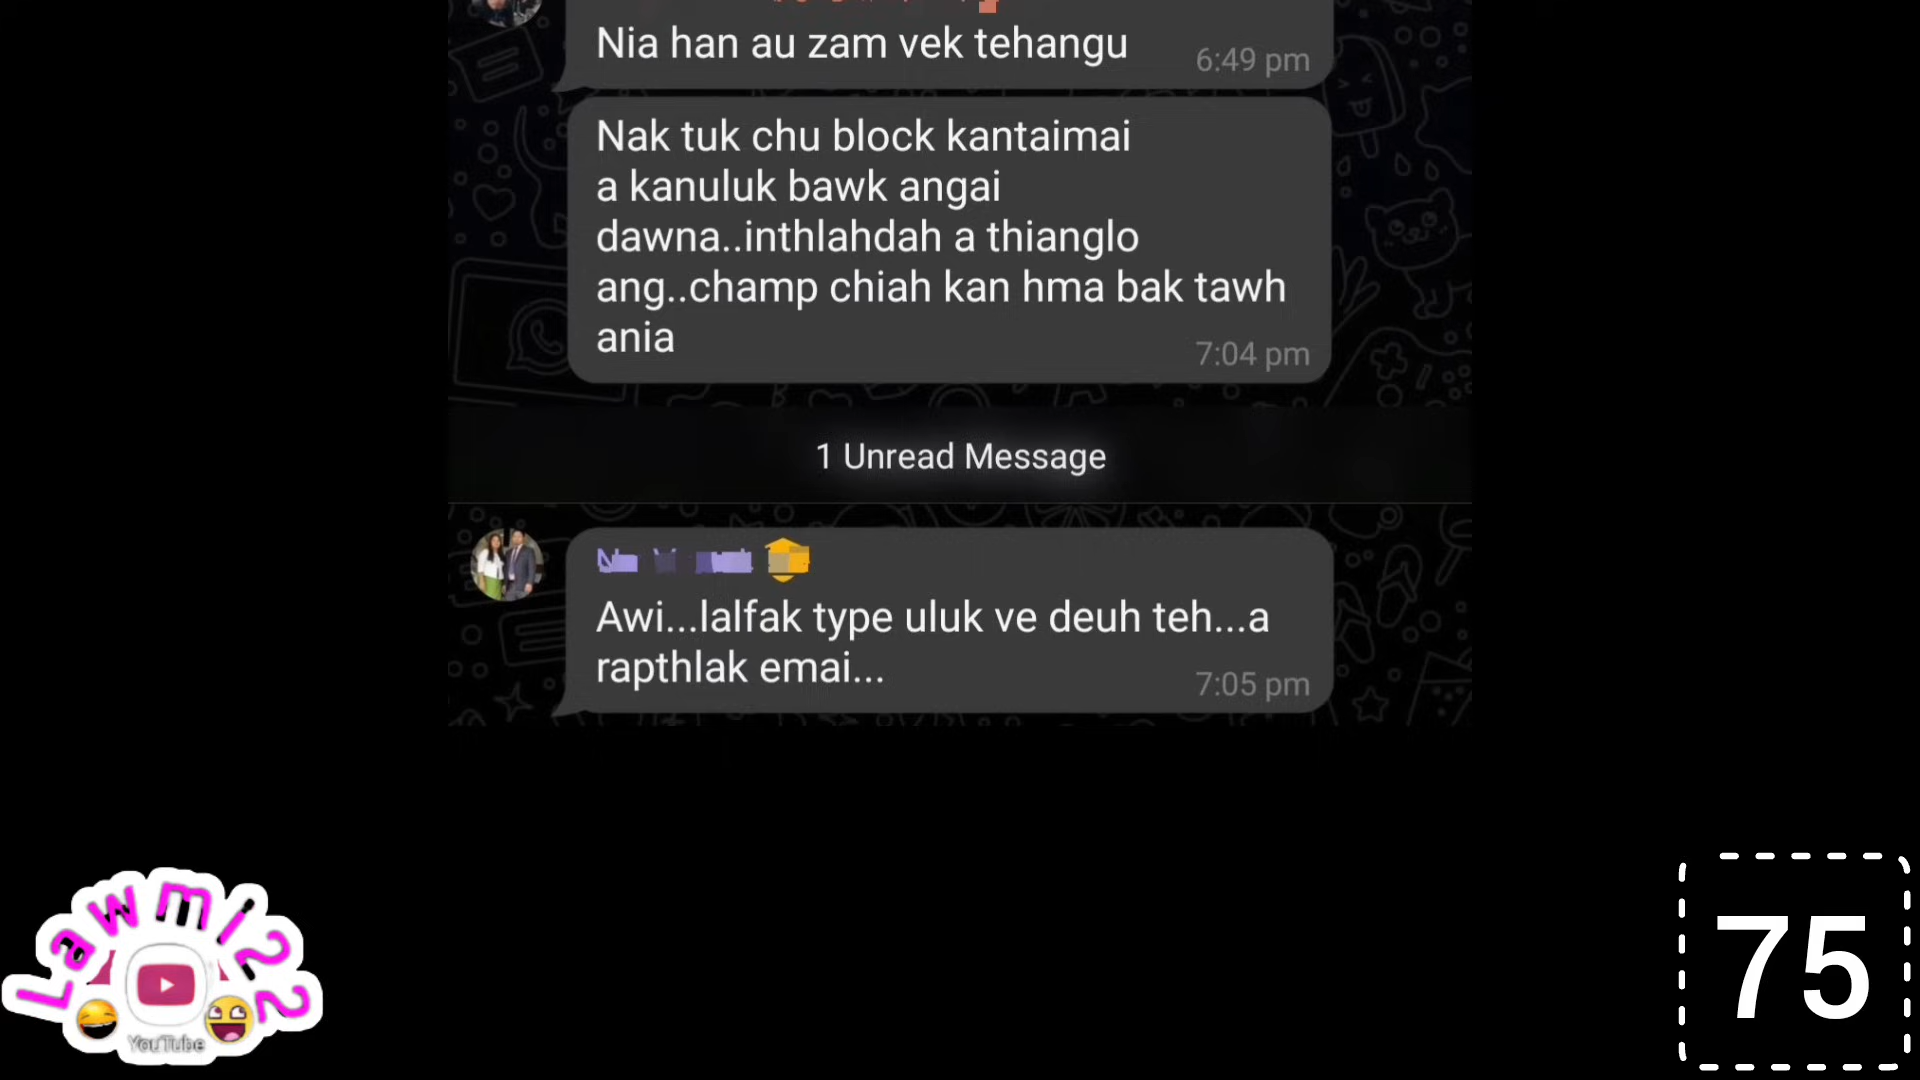 Nia han au zam vek tehangu
6:49 pm
Nak tuk chu block kantaimai
a kanuluk bawk angai
dawna..inthlahdah a thianglo
ang..champ chiah kan hma bak tawh
ania
7:04 pm
1 Unread Message
Awi...lalfak type uluk ve deuh teh...a
rapthlak emai...
7:05 pm
Lawmi22
YouTube
75